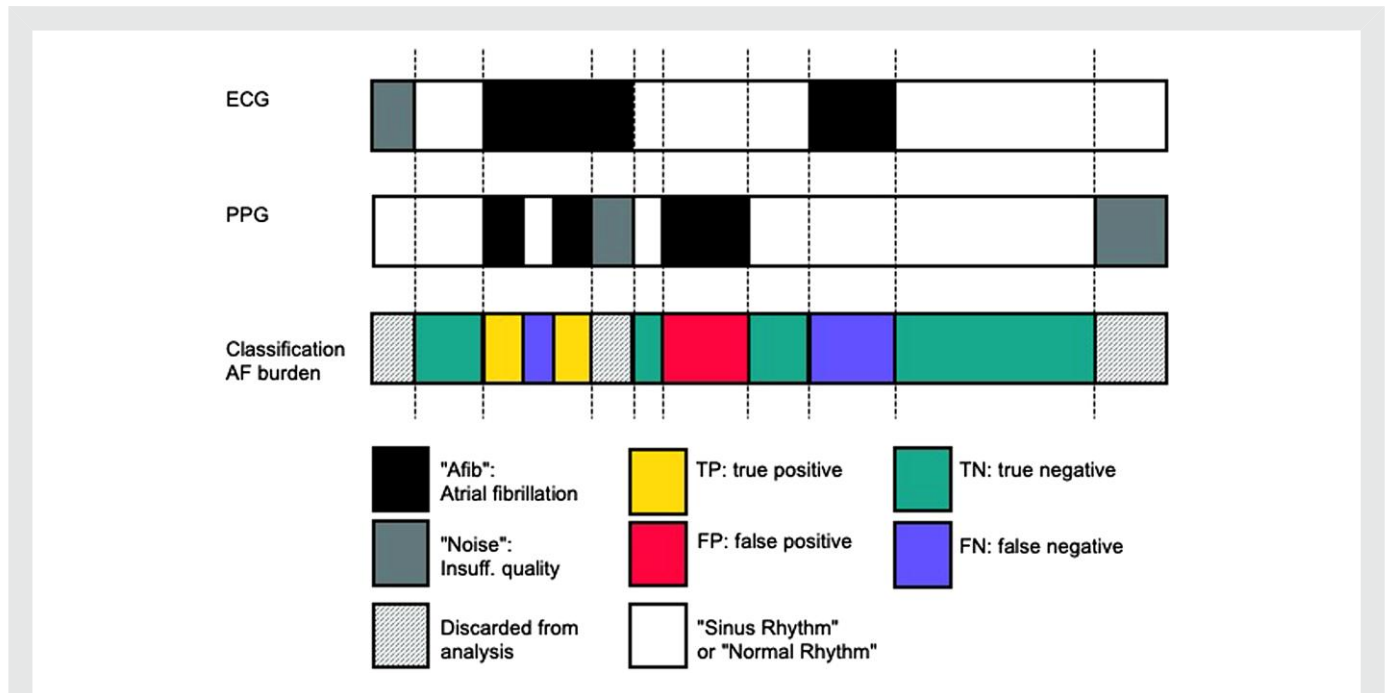 ECG
PPG
Classification
AF burden
"Afib":
Atrial fibrillation
TP: true positive
TN: true negative
"Noise":
Insuff. quality
FP: false positive
FN: false negative
Discarded from
analysis
"Sinus Rhythm"
or "Normal Rhythm"